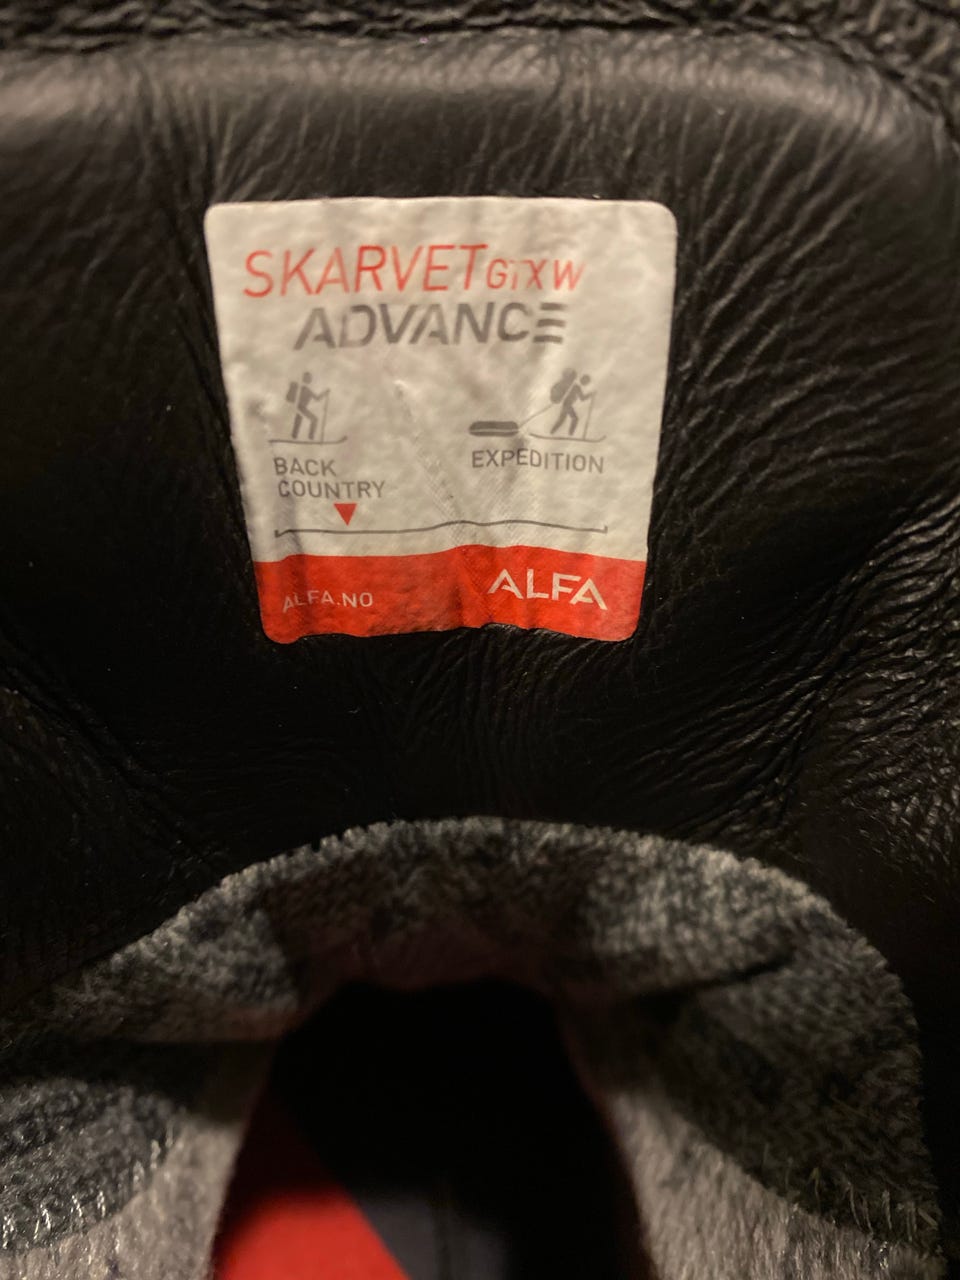 SKARVET GTX W
ADVANCE
BACK
COUNTRY
EXPEDITION
ALFA.NO
ALFA